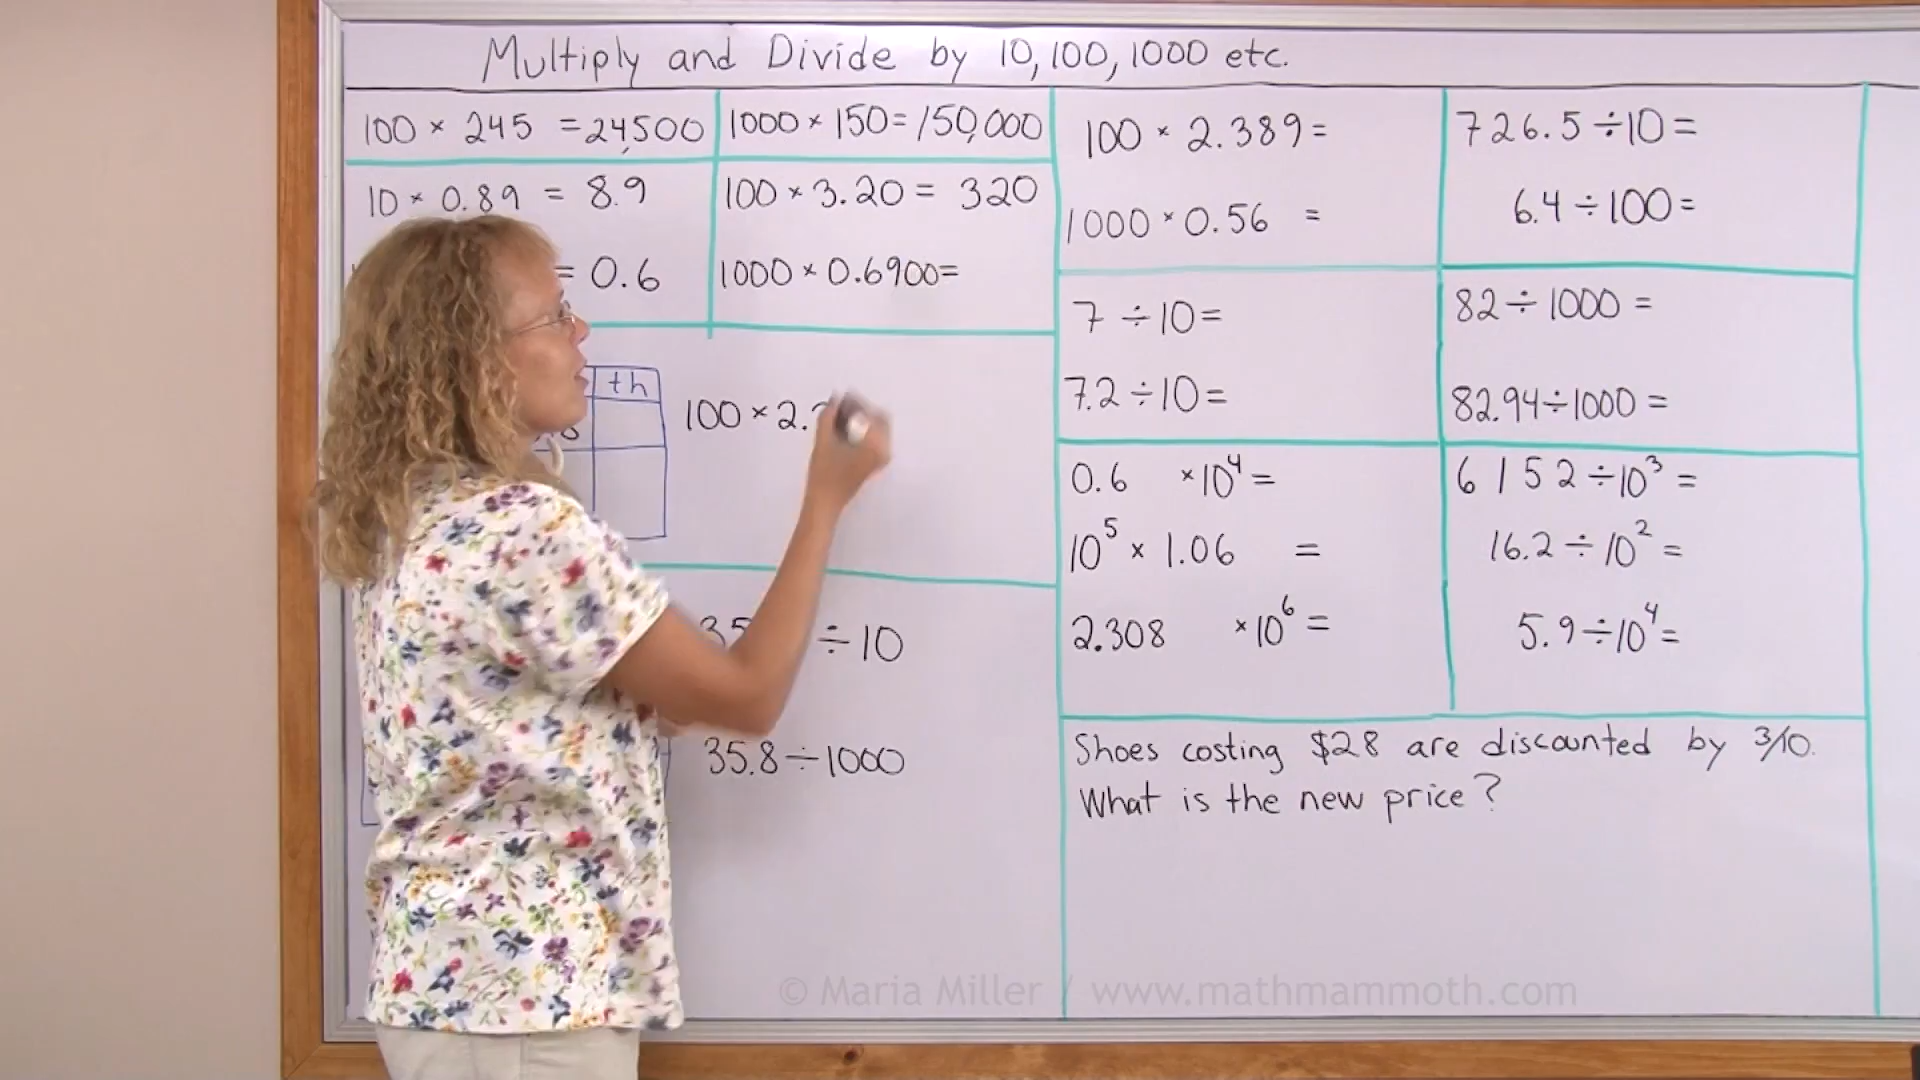 Multiply and Divide by 10, 100, 1000 etc.
100 × 245 = 24,500
10 × 0.89 = 8.9
= 0.6
1000 × 150 = 150,000
100 × 3.20 = 320
1000 × 0.6900=
th
100 × 2.
35 ÷ 10
35.8 ÷ 1000
100 × 2.389 =
1000 × 0.56 =
7 ÷ 10 =
7.2 ÷ 10 =
0.6 × 10⁴ =
10⁵ × 1.06 =
2.308 × 10⁶ =
726.5 ÷ 10 =
6.4 ÷ 100 =
82 ÷ 1000 =
82.94 ÷ 1000 =
6152 ÷ 10³ =
16.2 ÷ 10² =
5.9 ÷ 10⁴ =
Shoes costing $28 are discounted by 3/10.
What is the new price?
© Maria Miller / www.mathmammoth.com